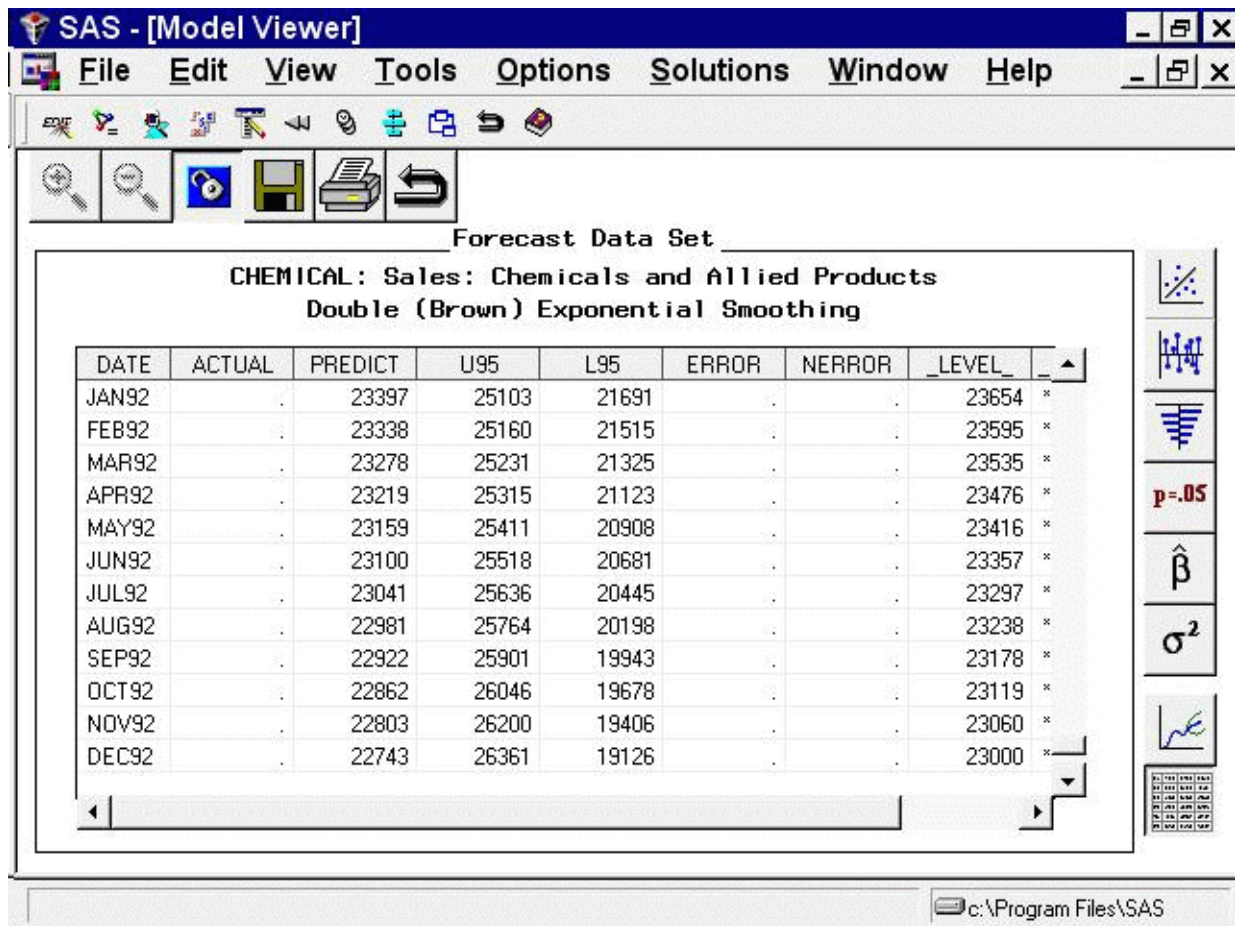 SAS - [Model Viewer]
File Edit View Tools Options Solutions Window Help
Forecast Data Set
CHEMICAL: Sales: Chemicals and Allied Products
Double (Brown) Exponential Smoothing
DATE ACTUAL PREDICT U95 L95 ERROR NERROR _LEVEL_ _
JAN92 . 23397 25103 21691 . . 23654 *
FEB92 . 23338 25160 21515 . . 23595 *
MAR92 . 23278 25231 21325 . . 23535 *
APR92 . 23219 25315 21123 . . 23476 *
MAY92 . 23159 25411 20908 . . 23416 *
JUN92 . 23100 25518 20681 . . 23357 *
JUL92 . 23041 25636 20445 . . 23297 *
AUG92 . 22981 25764 20198 . . 23238 *
SEP92 . 22922 25901 19943 . . 23178 *
OCT92 . 22862 26046 19678 . . 23119 *
NOV92 . 22803 26200 19406 . . 23060 *
DEC92 . 22743 26361 19126 . . 23000 *
p=.05
β̂
σ²
c:\Program Files\SAS